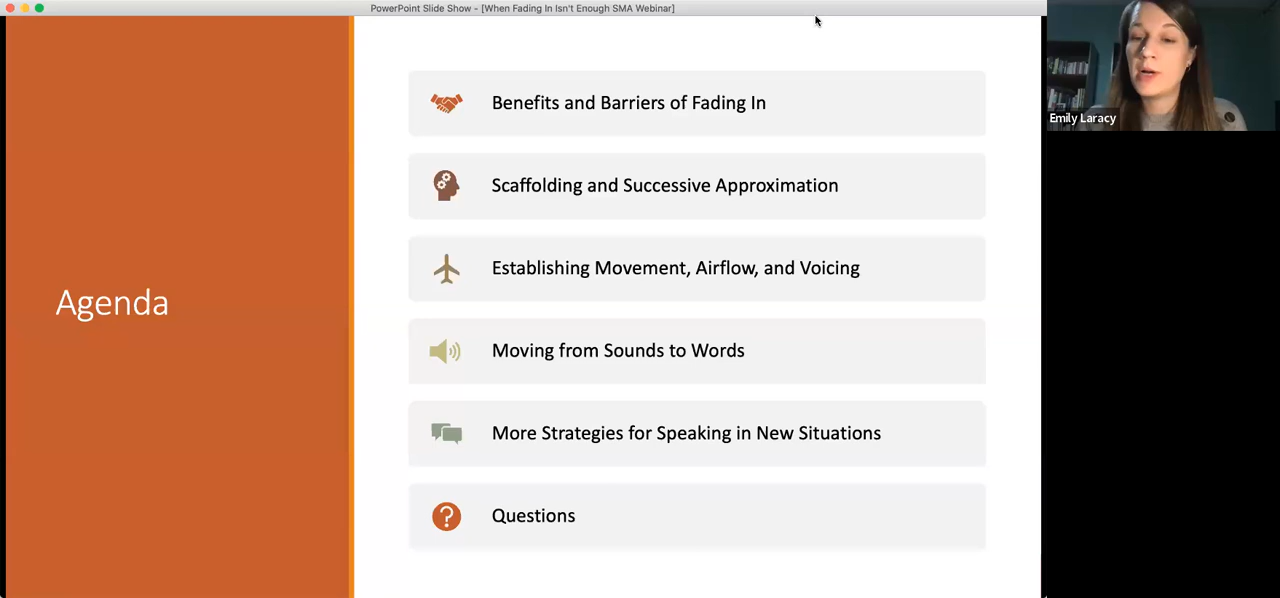 PowerPoint Slide Show - [When Fading In Isn't Enough SMA Webinar]
Agenda
Benefits and Barriers of Fading In
Scaffolding and Successive Approximation
Establishing Movement, Airflow, and Voicing
Moving from Sounds to Words
More Strategies for Speaking in New Situations
?
Questions
Emily Laracy